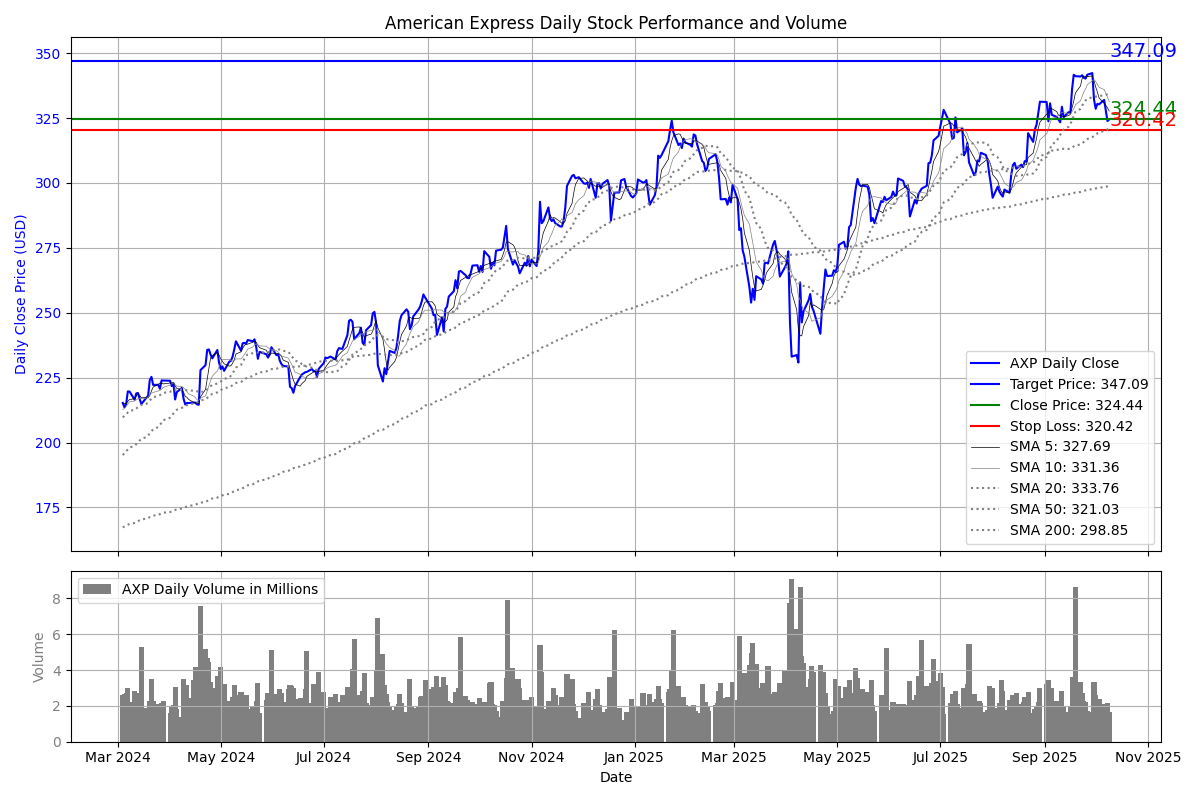 American Express Daily Stock Performance and Volume
Daily Close Price (USD)
350
325
300
275
250
225
200
175
347.09
324.44
320.42
AXP Daily Close
Target Price: 347.09
Close Price: 324.44
Stop Loss: 320.42
SMA 5: 327.69
SMA 10: 331.36
SMA 20: 333.76
SMA 50: 321.03
SMA 200: 298.85
AXP Daily Volume in Millions
Volume
8
6
4
2
0
Mar 2024
May 2024
Jul 2024
Sep 2024
Nov 2024
Jan 2025
Mar 2025
May 2025
Jul 2025
Sep 2025
Nov 2025
Date